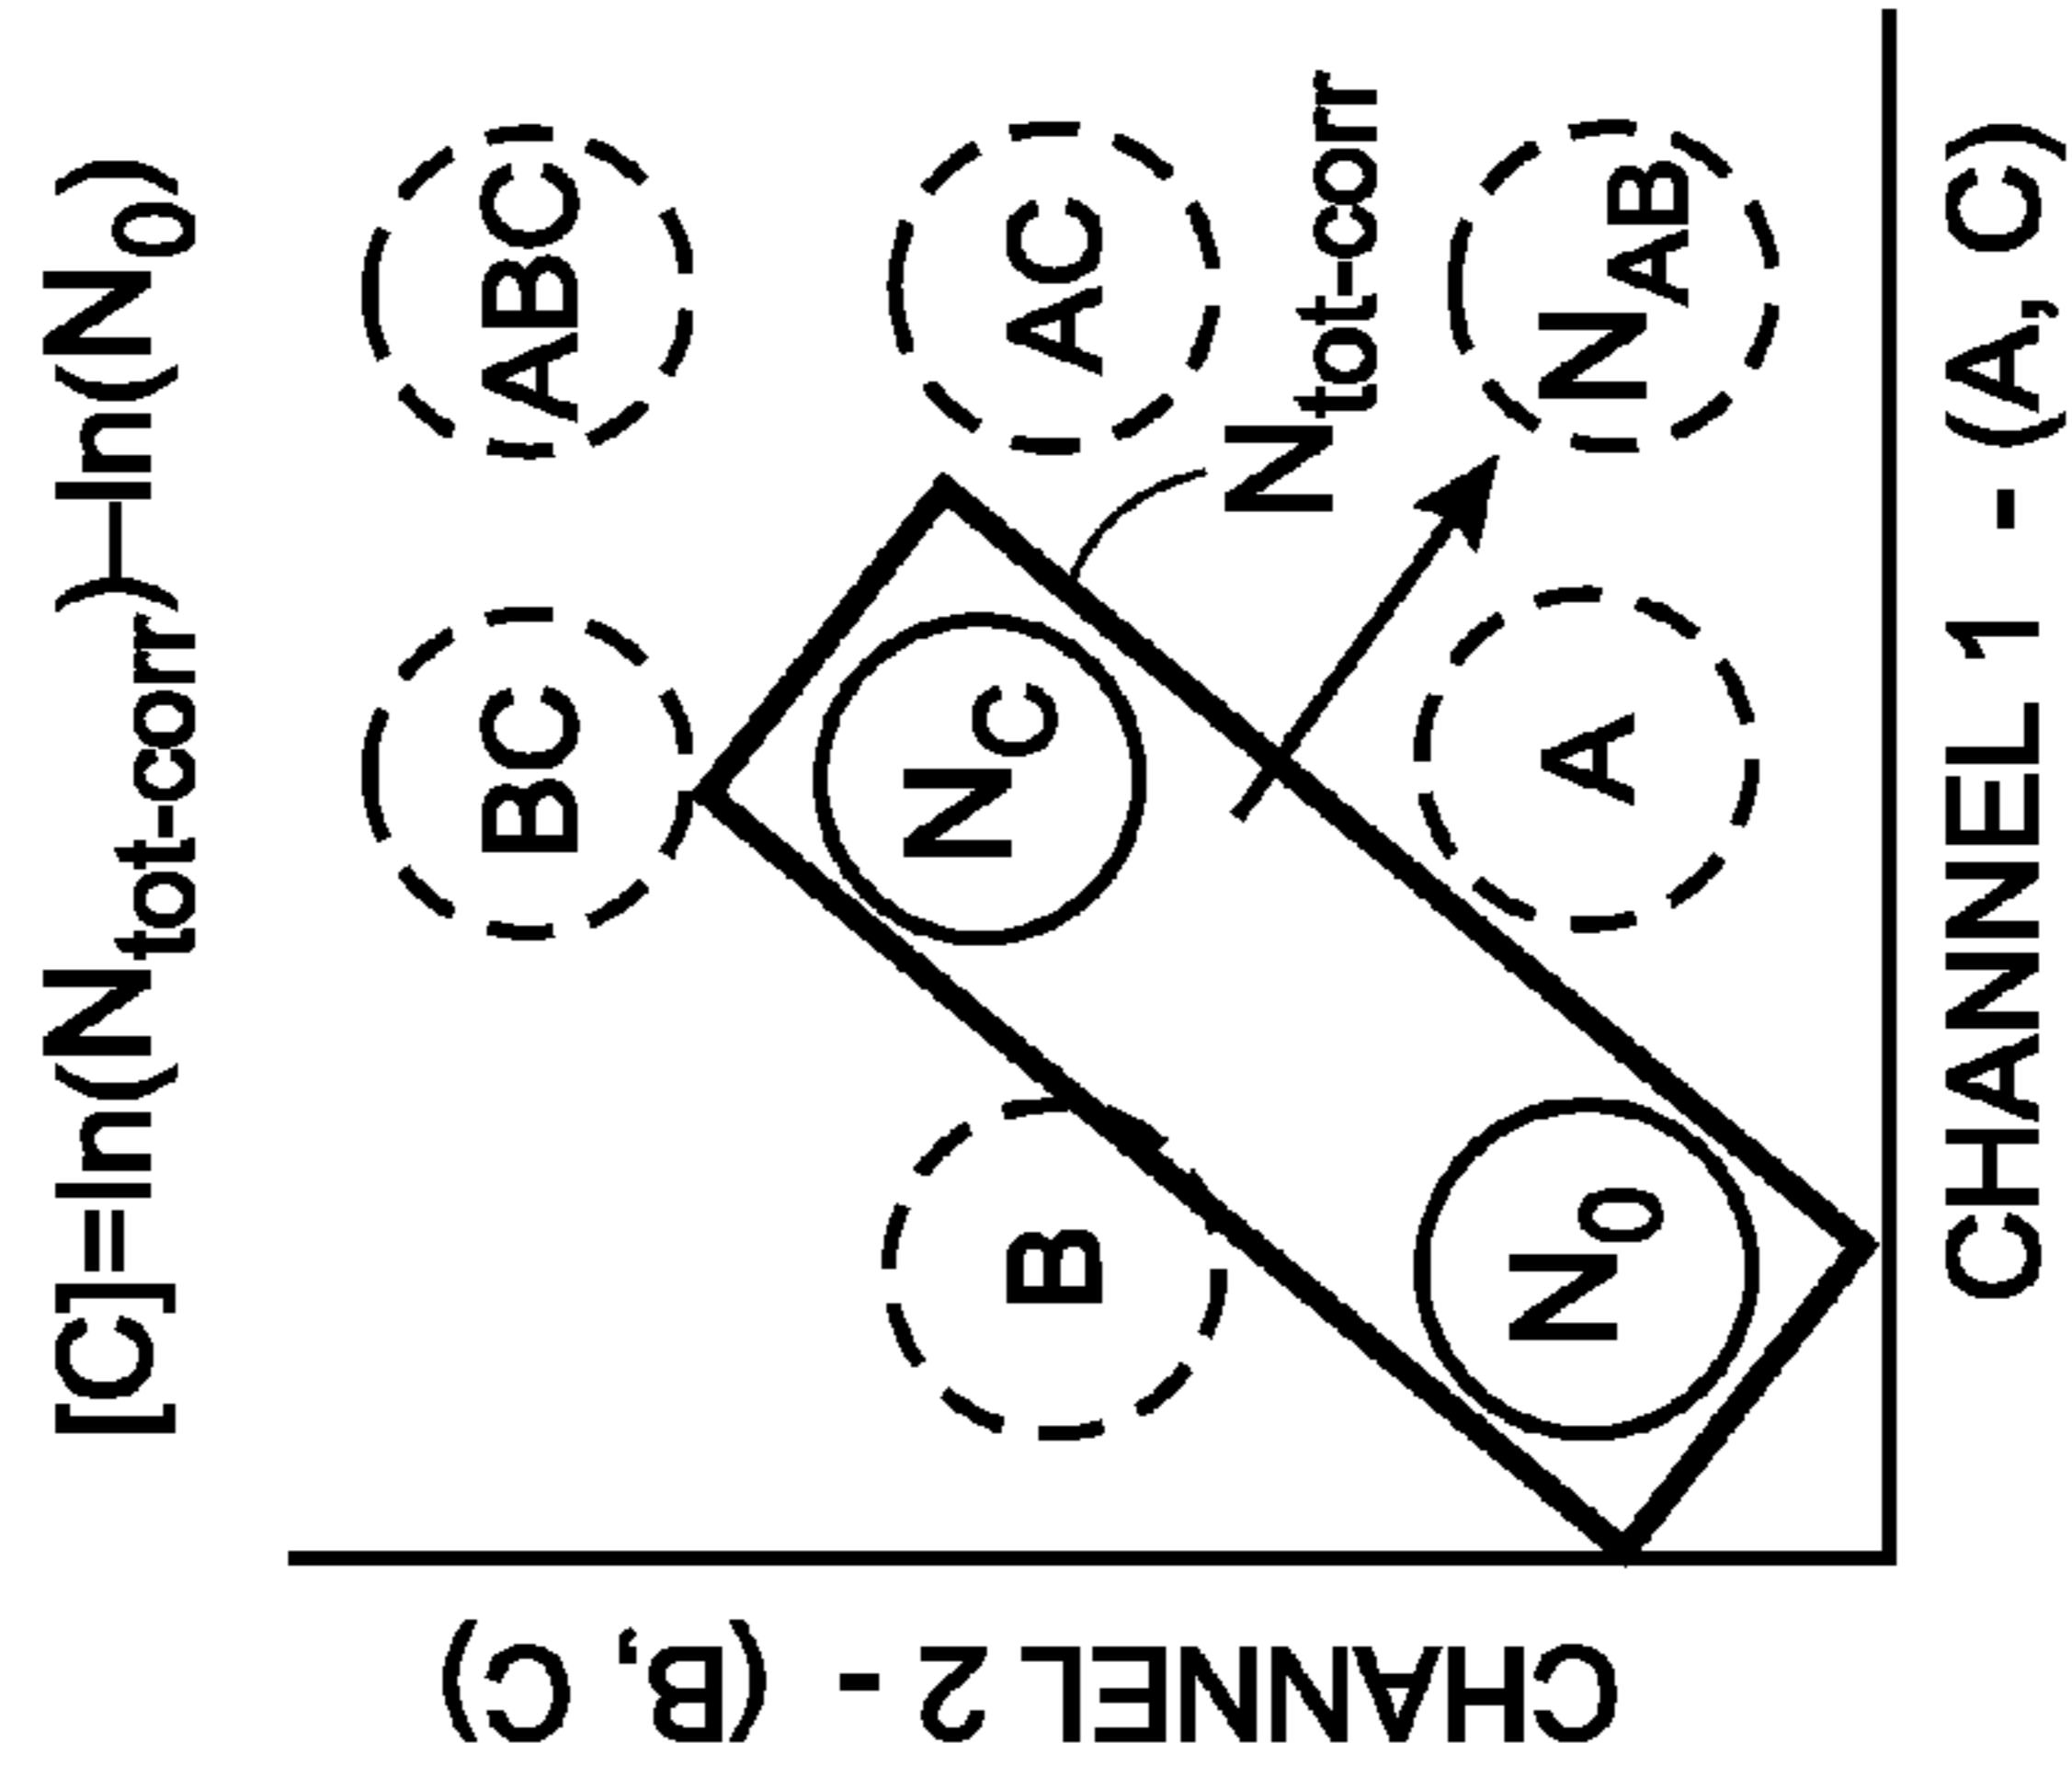 [C]=ln(N_tot-corr)–ln(N_0)
BC
ABC
B
N_C
AC
N_tot-corr
N_0
A
N_AB
CHANNEL 2 - (B, C)
CHANNEL 1 - (A, C)